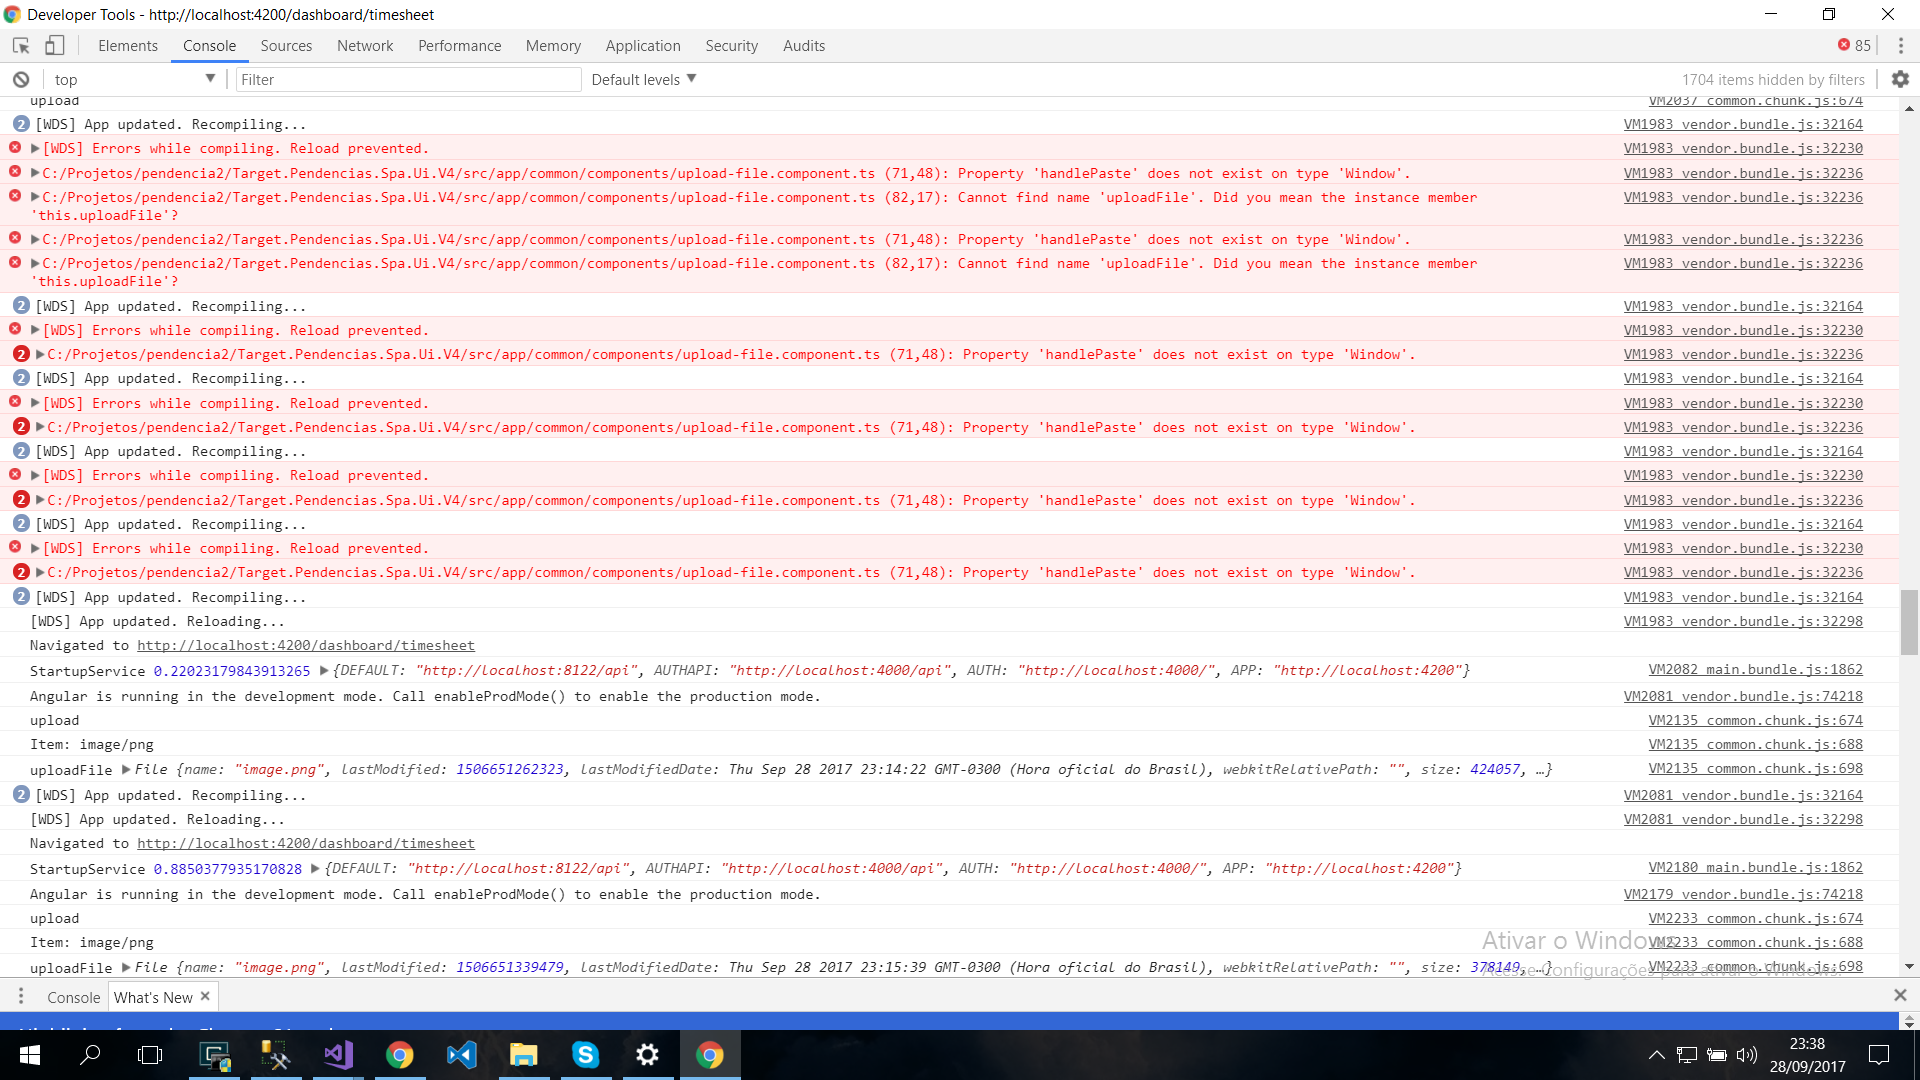 Developer Tools - http://localhost:4200/dashboard/timesheet
Elements Console Sources Network Performance Memory Application Security Audits 85
top Filter Default levels 1704 items hidden by filters
upload VM2037 common.chunk.js:674
2 [WDS] App updated. Recompiling... VM1983 vendor.bundle.js:32164
[WDS] Errors while compiling. Reload prevented. VM1983 vendor.bundle.js:32230
C:/Projetos/pendencia2/Target.Pendencias.Spa.Ui.V4/src/app/common/components/upload-file.component.ts (71,48): Property 'handlePaste' does not exist on type 'Window'. VM1983 vendor.bundle.js:32236
C:/Projetos/pendencia2/Target.Pendencias.Spa.Ui.V4/src/app/common/components/upload-file.component.ts (82,17): Cannot find name 'uploadFile'. Did you mean the instance member VM1983 vendor.bundle.js:32236
'this.uploadFile'?
C:/Projetos/pendencia2/Target.Pendencias.Spa.Ui.V4/src/app/common/components/upload-file.component.ts (71,48): Property 'handlePaste' does not exist on type 'Window'. VM1983 vendor.bundle.js:32236
C:/Projetos/pendencia2/Target.Pendencias.Spa.Ui.V4/src/app/common/components/upload-file.component.ts (82,17): Cannot find name 'uploadFile'. Did you mean the instance member VM1983 vendor.bundle.js:32236
'this.uploadFile'?
2 [WDS] App updated. Recompiling... VM1983 vendor.bundle.js:32164
[WDS] Errors while compiling. Reload prevented. VM1983 vendor.bundle.js:32230
2 C:/Projetos/pendencia2/Target.Pendencias.Spa.Ui.V4/src/app/common/components/upload-file.component.ts (71,48): Property 'handlePaste' does not exist on type 'Window'. VM1983 vendor.bundle.js:32236
2 [WDS] App updated. Recompiling... VM1983 vendor.bundle.js:32164
[WDS] Errors while compiling. Reload prevented. VM1983 vendor.bundle.js:32230
2 C:/Projetos/pendencia2/Target.Pendencias.Spa.Ui.V4/src/app/common/components/upload-file.component.ts (71,48): Property 'handlePaste' does not exist on type 'Window'. VM1983 vendor.bundle.js:32236
2 [WDS] App updated. Recompiling... VM1983 vendor.bundle.js:32164
[WDS] Errors while compiling. Reload prevented. VM1983 vendor.bundle.js:32230
2 C:/Projetos/pendencia2/Target.Pendencias.Spa.Ui.V4/src/app/common/components/upload-file.component.ts (71,48): Property 'handlePaste' does not exist on type 'Window'. VM1983 vendor.bundle.js:32236
2 [WDS] App updated. Recompiling... VM1983 vendor.bundle.js:32164
[WDS] Errors while compiling. Reload prevented. VM1983 vendor.bundle.js:32230
2 C:/Projetos/pendencia2/Target.Pendencias.Spa.Ui.V4/src/app/common/components/upload-file.component.ts (71,48): Property 'handlePaste' does not exist on type 'Window'. VM1983 vendor.bundle.js:32236
2 [WDS] App updated. Recompiling... VM1983 vendor.bundle.js:32164
[WDS] App updated. Reloading... VM1983 vendor.bundle.js:32298
Navigated to http://localhost:4200/dashboard/timesheet
StartupService 0.22023179843913265 {DEFAULT: "http://localhost:8122/api", AUTHAPI: "http://localhost:4000/api", AUTH: "http://localhost:4000/", APP: "http://localhost:4200"} VM2082 main.bundle.js:1862
Angular is running in the development mode. Call enableProdMode() to enable the production mode. VM2081 vendor.bundle.js:74218
upload VM2135 common.chunk.js:674
Item: image/png VM2135 common.chunk.js:688
uploadFile File {name: "image.png", lastModified: 1506651262323, lastModifiedDate: Thu Sep 28 2017 23:14:22 GMT-0300 (Hora oficial do Brasil), webkitRelativePath: "", size: 424057, …} VM2135 common.chunk.js:698
2 [WDS] App updated. Recompiling... VM2081 vendor.bundle.js:32164
[WDS] App updated. Reloading... VM2081 vendor.bundle.js:32298
Navigated to http://localhost:4200/dashboard/timesheet
StartupService 0.8850377935170828 {DEFAULT: "http://localhost:8122/api", AUTHAPI: "http://localhost:4000/api", AUTH: "http://localhost:4000/", APP: "http://localhost:4200"} VM2180 main.bundle.js:1862
Angular is running in the development mode. Call enableProdMode() to enable the production mode. VM2179 vendor.bundle.js:74218
upload VM2233 common.chunk.js:674
Item: image/png VM2233 common.chunk.js:688
Ativar o Windows
uploadFile File {name: "image.png", lastModified: 1506651339479, lastModifiedDate: Thu Sep 28 2017 23:15:39 GMT-0300 (Hora oficial do Brasil), webkitRelativePath: "", size: 378149, …} VM2233 common.chunk.js:698
Acesse Configurações para ativar o Windows.
Console What's New
23:38
28/09/2017